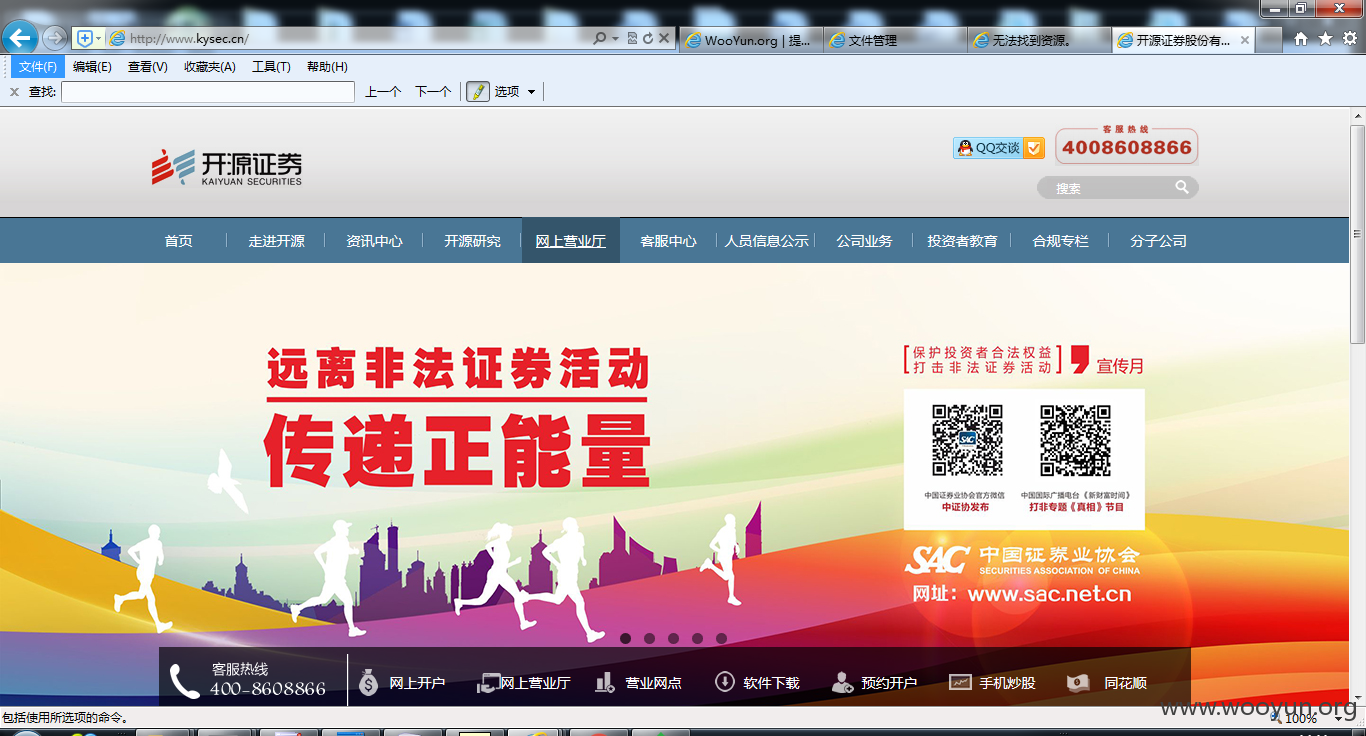 http://www.kysec.cn/
WooYun.org | 提...
文件管理
无法找到资源。
开源证券股份有...
文件(F) 编辑(E) 查看(V) 收藏夹(A) 工具(T) 帮助(H)
查找: 上一个 下一个 选项
开源证券
KAIYUAN SECURITIES
QQ交谈
客服热线
4008608866
搜索
首页 走进开源 资讯中心 开源研究 网上营业厅 客服中心 人员信息公示 公司业务 投资者教育 合规专栏 分子公司
远离非法证券活动
传递正能量
保护投资者合法权益
打击非法证券活动
宣传月
SAC
中国证券业协会官方微信
中证协发布
中国国际广播电台《新财富时间》
打非专题《真相》节目
SAC 中国证券业协会
SECURITIES ASSOCIATION OF CHINA
网址：www.sac.net.cn
客服热线
400-8608866
网上开户 网上营业厅 营业网点 软件下载 预约开户 手机炒股 同花顺
包括使用所选项的命令。
www.wooyun.org
100%